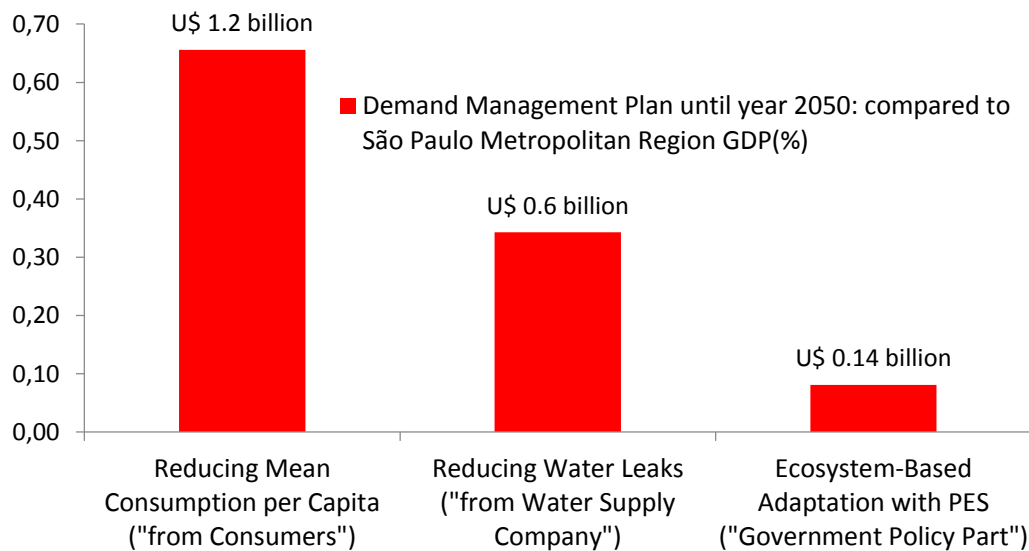 0,70
0,60
0,50
0,40
0,30
0,20
0,10
0,00
U$ 1.2 billion
Demand Management Plan until year 2050: compared to
São Paulo Metropolitan Region GDP(%)
U$ 0.6 billion
U$ 0.14 billion
Reducing Mean
Consumption per Capita
("from Consumers")
Reducing Water Leaks
("from Water Supply
Company")
Ecosystem-Based
Adaptation with PES
("Government Policy Part")